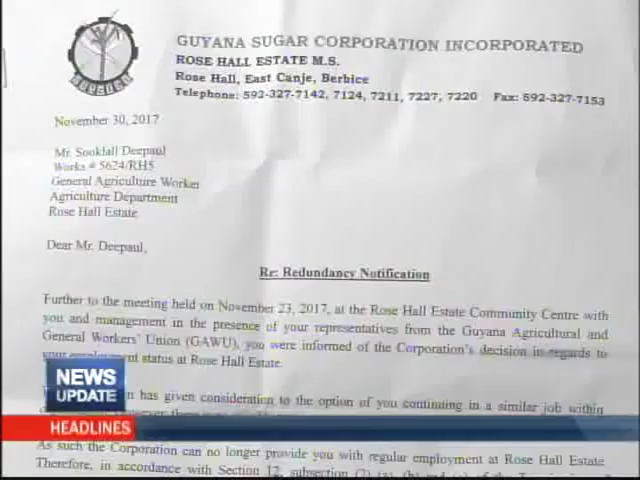 GUYANA SUGAR CORPORATION INCORPORATED
ROSE HALL ESTATE M.S.
Rose Hall, East Canje, Berbice
Telephone: 592-327-7142, 7124, 7211, 7227, 7220 Fax: 592-327-7153
November 30, 2017
Mr. Sooklall Deepaul
Works # 5624/RH5
General Agriculture Worker
Agriculture Department
Rose Hall Estate
Dear Mr. Deepaul,
Re: Redundancy Notification
Further to the meeting held on November 23, 2017, at the Rose Hall Estate Community Centre with
you and management in the presence of your representatives from the Guyana Agricultural and
General Workers' Union (GAWU), you were informed of the Corporation's decision in regards to
your employment status at Rose Hall Estate.
has given consideration to the option of you continuing in a similar job within
NEWS
UPDATE
HEADLINES
As such the Corporation can no longer provide you with regular employment at Rose Hall Estate
Therefore, in accordance with Section 12, subsection